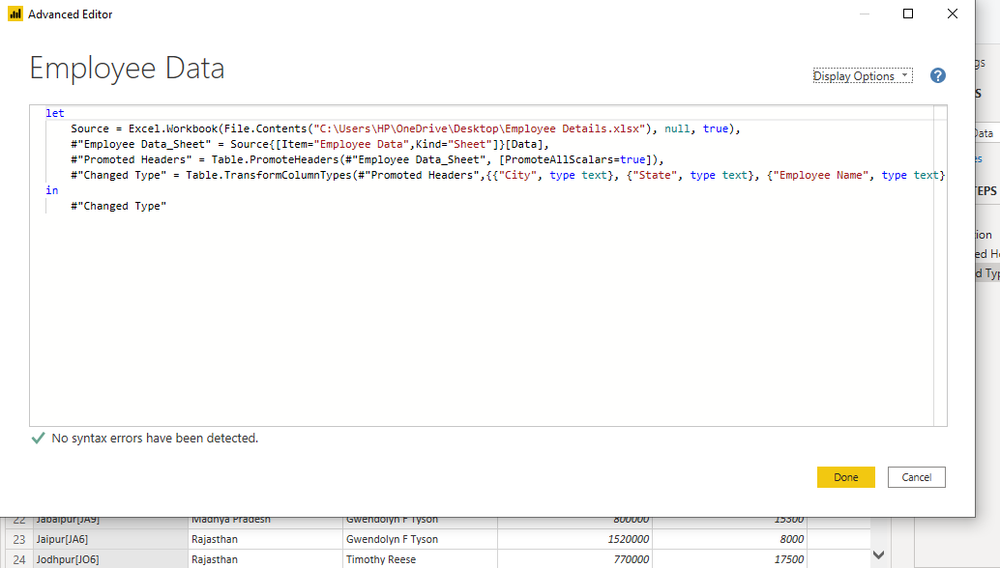 Advanced Editor
Employee Data
Display Options
?
let
Source = Excel.Workbook(File.Contents("C:\Users\HP\OneDrive\Desktop\Employee Details.xlsx"), null, true),
#"Employee Data_Sheet" = Source{[Item="Employee Data",Kind="Sheet"]}[Data],
#"Promoted Headers" = Table.PromoteHeaders(#"Employee Data_Sheet", [PromoteAllScalars=true]),
#"Changed Type" = Table.TransformColumnTypes(#"Promoted Headers",{{"City", type text}, {"State", type text}, {"Employee Name", type text}
in
#"Changed Type"
No syntax errors have been detected.
Done Cancel
gs
S
Data
es
TEPS
ion
ed He
d Typ
22 Jabalpur[JA9] Madhya Pradesh Gwendolyn F Tyson 800000 15300
23 Jaipur[JA6] Rajasthan Gwendolyn F Tyson 1520000 8000
24 Jodhpur[JO6] Rajasthan Timothy Reese 770000 17500